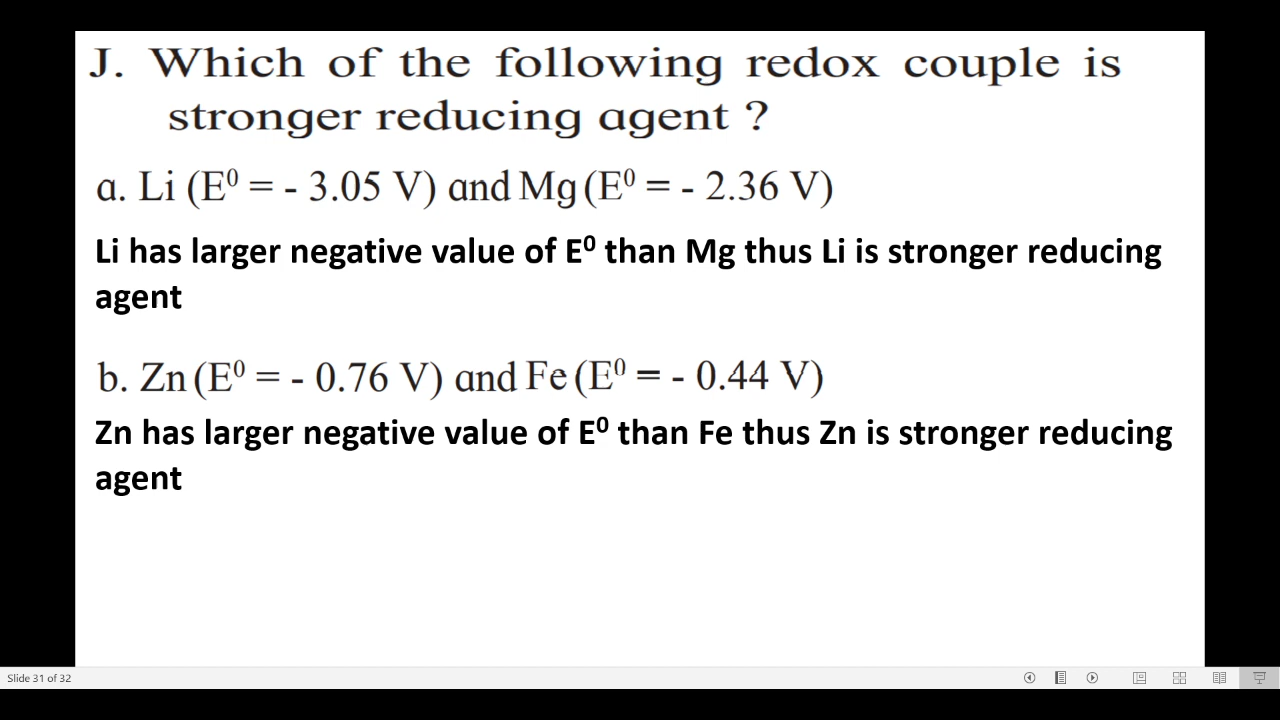 J. Which of the following redox couple is
stronger reducing agent ?
a. Li (E⁰ = - 3.05 V) and Mg (E⁰ = - 2.36 V)
Li has larger negative value of E⁰ than Mg thus Li is stronger reducing
agent
b. Zn (E⁰ = - 0.76 V) and Fe (E⁰ = - 0.44 V)
Zn has larger negative value of E⁰ than Fe thus Zn is stronger reducing
agent
Slide 31 of 32